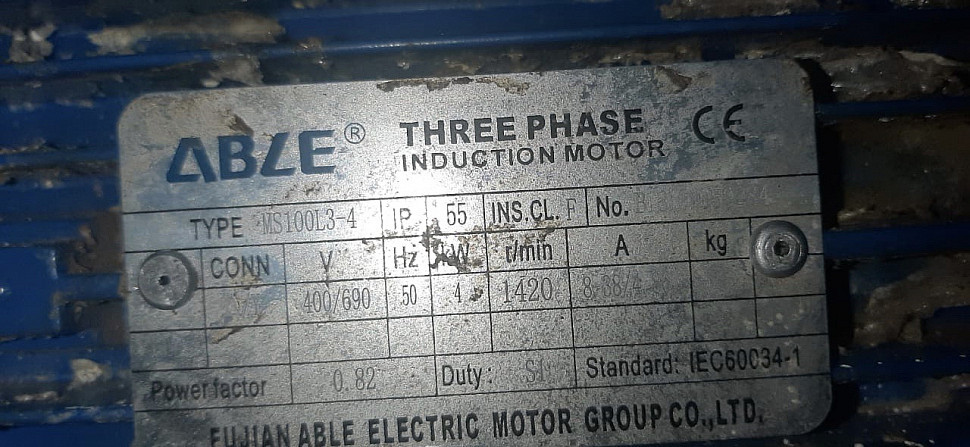 ABLE® THREE PHASE CE
INDUCTION MOTOR
TYPE MS100L3-4 IP 55 INS.CL. F No.
CONN V Hz kW r/min A kg
400/690 50 4 1420
Power factor 0.82 Duty: S1 Standard: IEC60034-1
FUJIAN ABLE ELECTRIC MOTOR GROUP CO.,LTD.